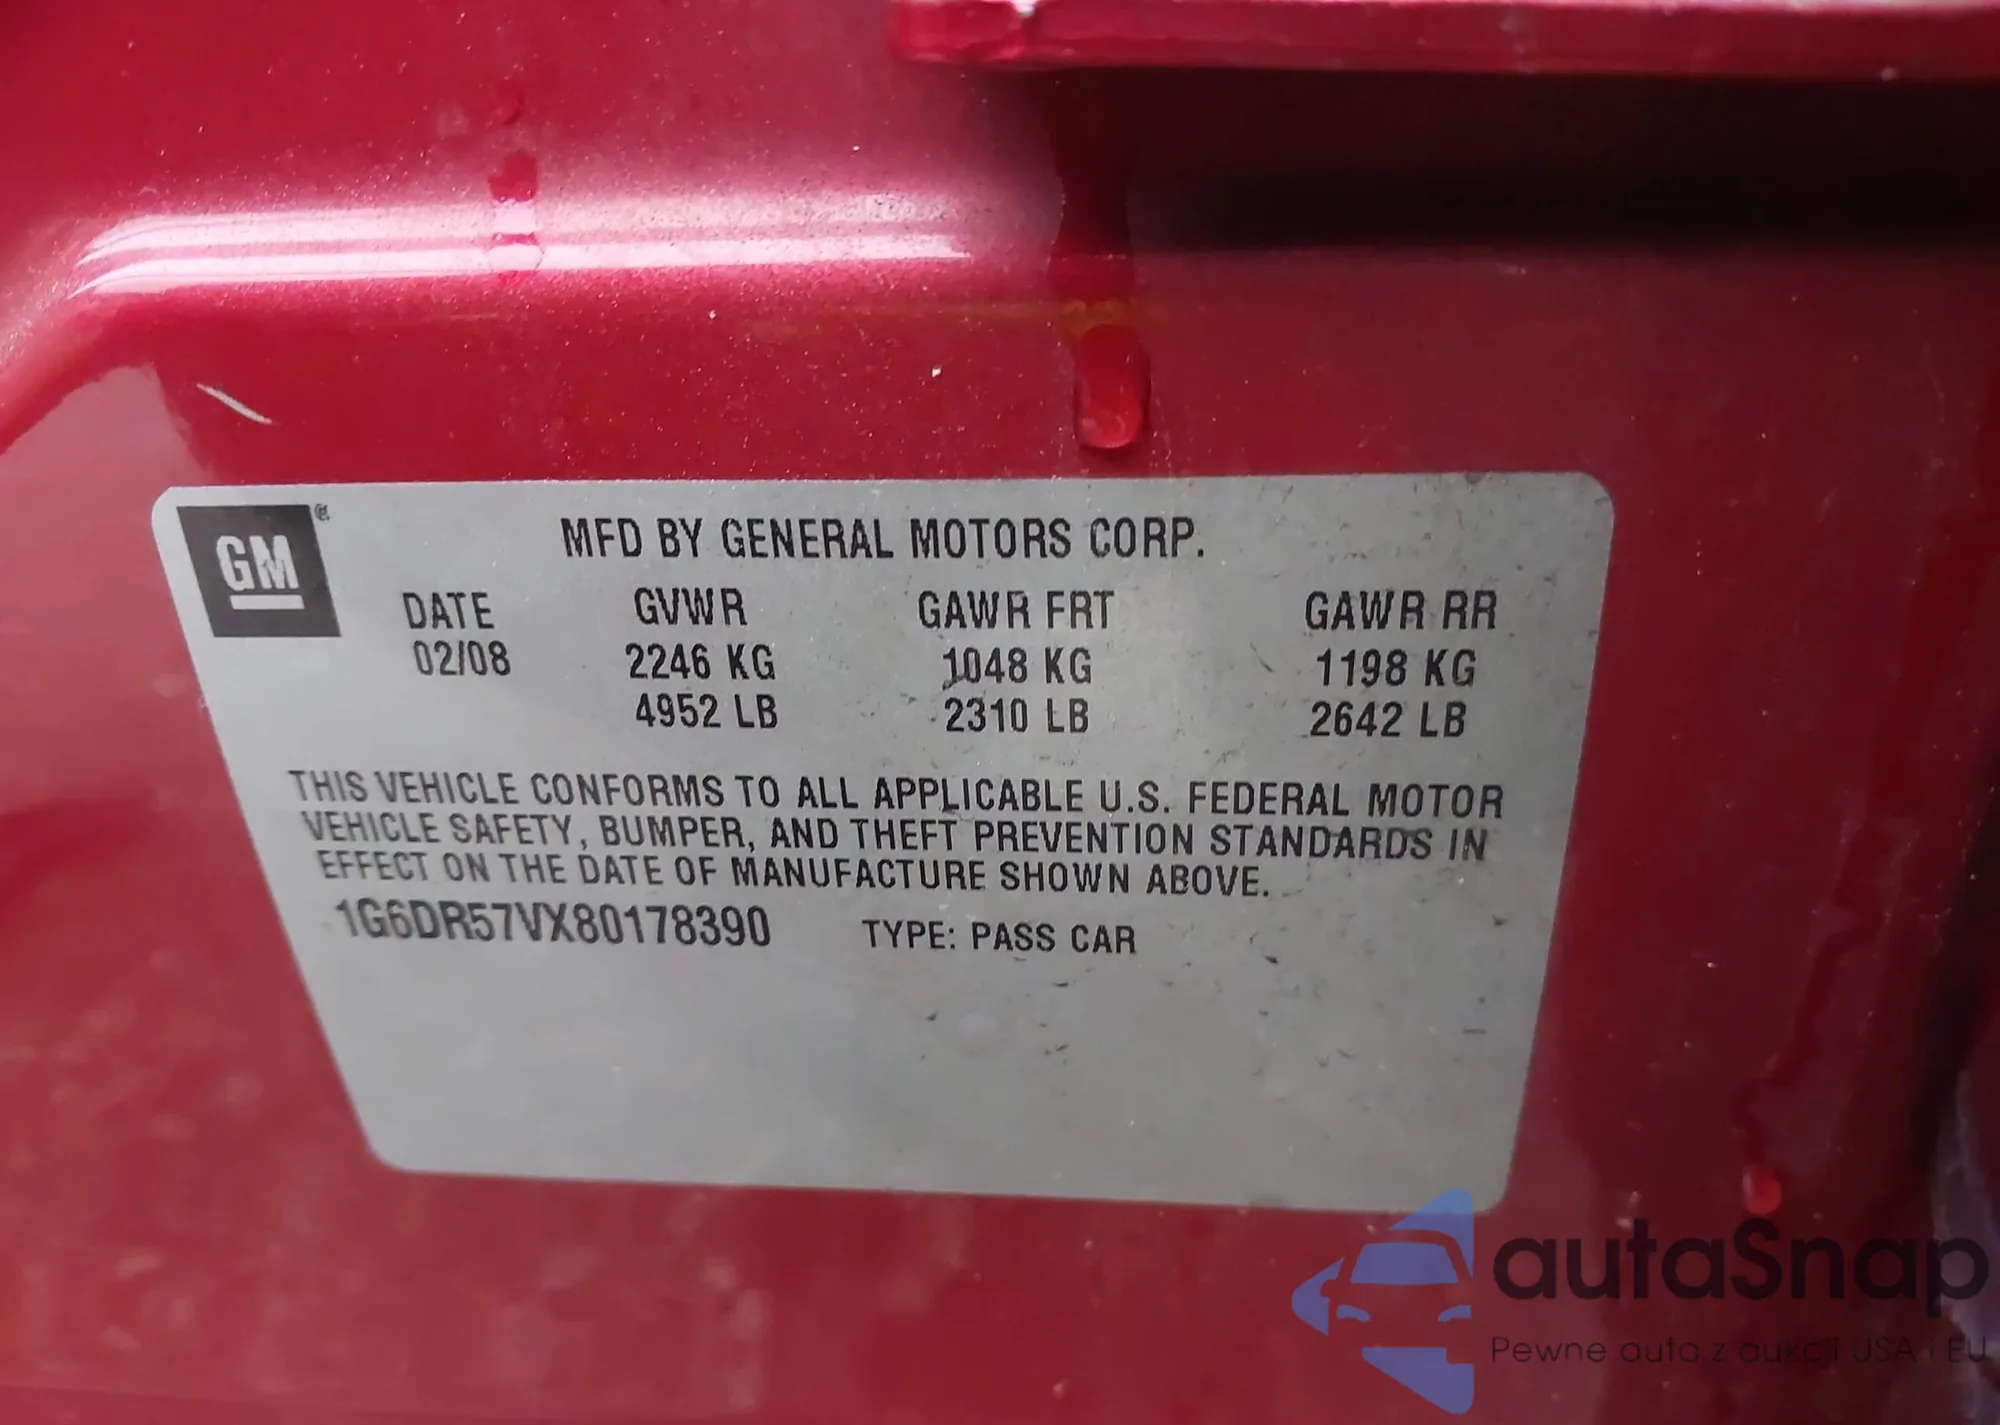 GM
MFD BY GENERAL MOTORS CORP.
DATE GVWR GAWR FRT GAWR RR
02/08 2246 KG 1048 KG 1198 KG
4952 LB 2310 LB 2642 LB
THIS VEHICLE CONFORMS TO ALL APPLICABLE U.S. FEDERAL MOTOR
VEHICLE SAFETY, BUMPER, AND THEFT PREVENTION STANDARDS IN
EFFECT ON THE DATE OF MANUFACTURE SHOWN ABOVE.
1G6DR57VX80178390 TYPE: PASS CAR
autaSnap
Pewne auta z aukcji USA i EU